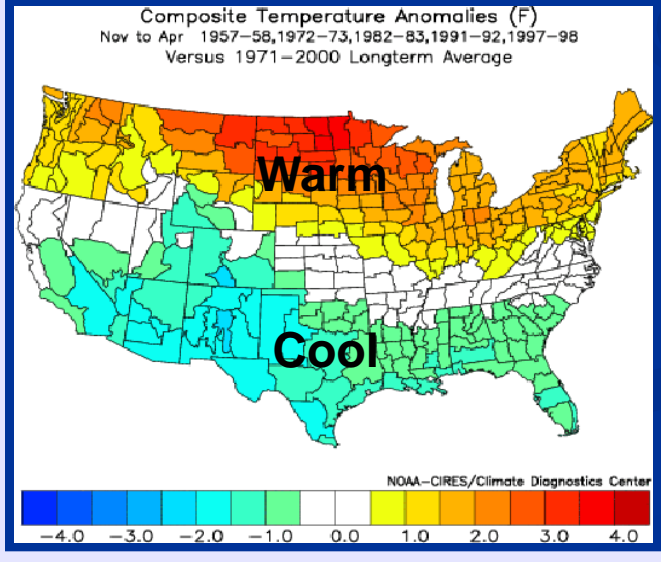 Composite Temperature Anomalies (F)
Nov to Apr 1957-58,1972-73,1982-83,1991-92,1997-98
Versus 1971-2000 Longterm Average
Warm
Cool
NOAA-CIRES/Climate Diagnostics Center
-4.0 -3.0 -2.0 -1.0 0.0 1.0 2.0 3.0 4.0